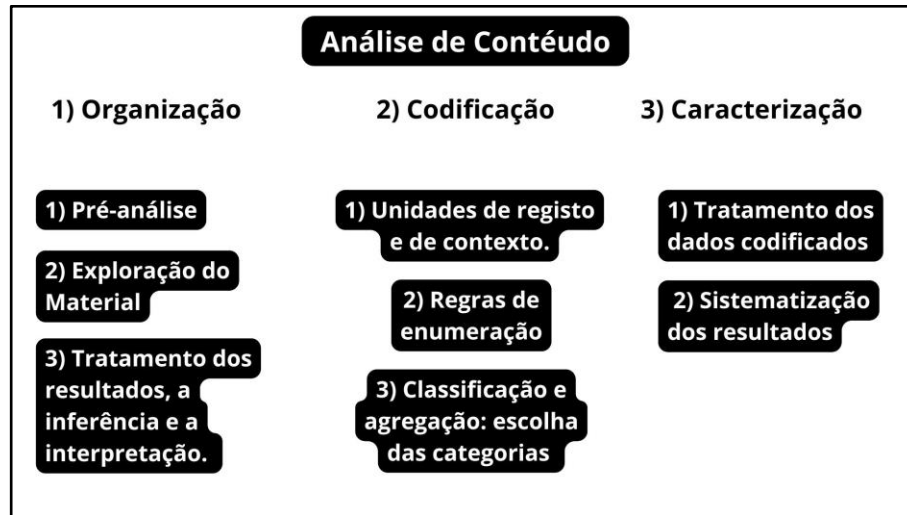 Análise de Contéudo
1) Organização
2) Codificação
3) Caracterização
1) Pré-análise
2) Exploração do
Material
3) Tratamento dos
resultados, a
inferência e a
interpretação.
1) Unidades de registo
e de contexto.
2) Regras de
enumeração
3) Classificação e
agregação: escolha
das categorias
1) Tratamento dos
dados codificados
2) Sistematização
dos resultados